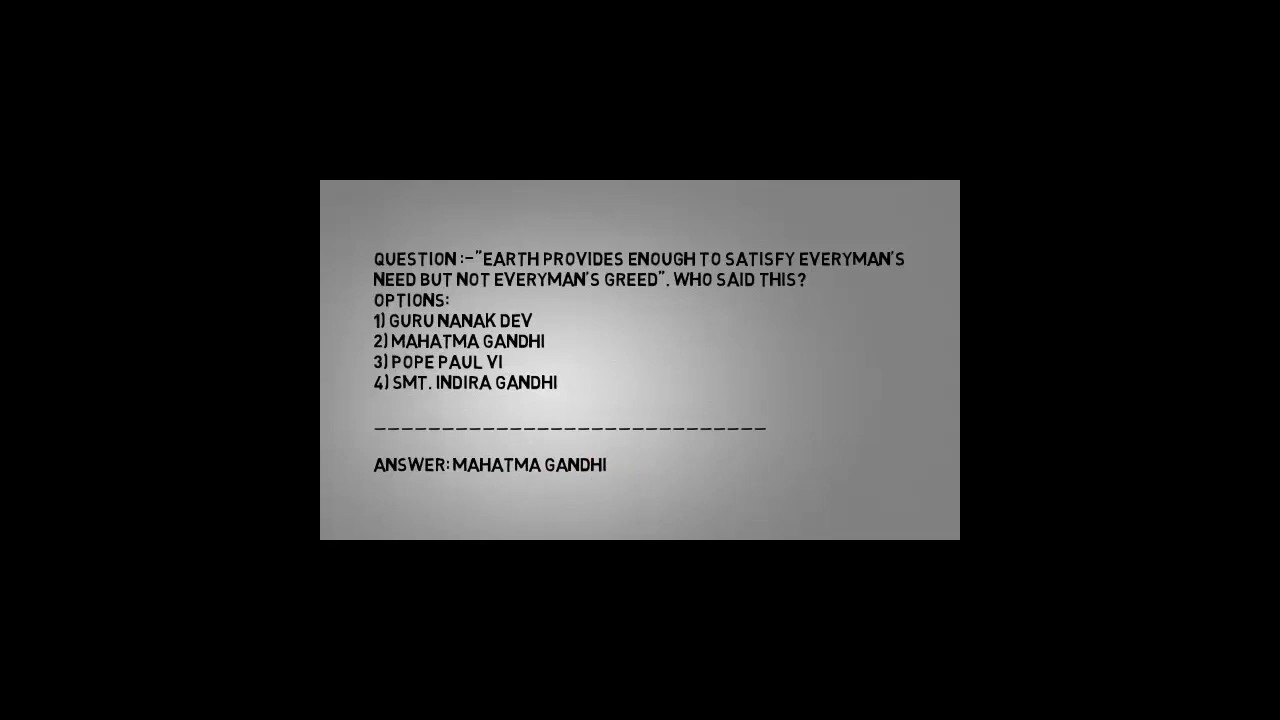 QUESTION :-"EARTH PROVIDES ENOUGH TO SATISFY EVERYMAN'S
NEED BUT NOT EVERYMAN'S GREED". WHO SAID THIS?
OPTIONS:
1) GURU NANAK DEV
2) MAHATMA GANDHI
3) POPE PAUL VI
4) SMT. INDIRA GANDHI
_____________________________
ANSWER: MAHATMA GANDHI